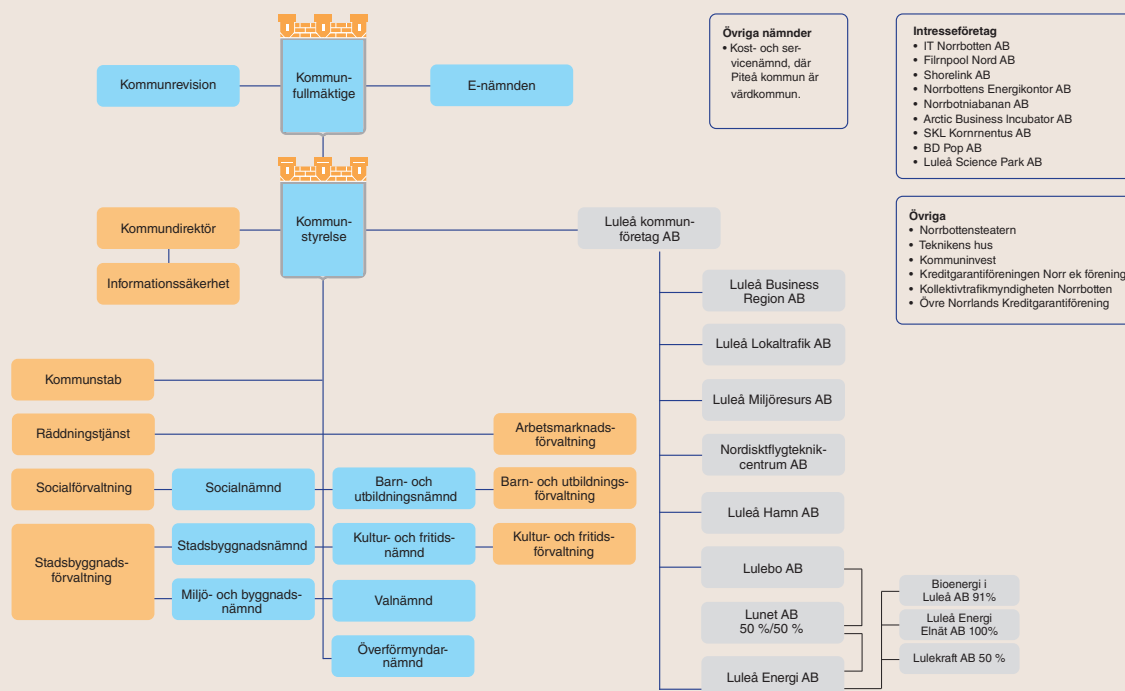 Kommunrevision
Kommun-
fullmäktige
E-nämnden
Övriga nämnder
• Kost- och ser-
vicenämnd, där
Piteå kommun är
värdkommun.
Intresseföretag
• IT Norrbotten AB
• Filrnpool Nord AB
• Shorelink AB
• Norrbottens Energikontor AB
• Norrbotniabanan AB
• Arctic Business lncubator AB
• SKL Kornrnentus AB
• BD Pop AB
• Luleå Science Park AB
Kommundirektör
Informationssäkerhet
Kommun-
styrelse
Luleå kommun-
företag AB
Övriga
• Norrbottensteatern
• Teknikens hus
• Kommuninvest
• Kreditgarantiföreningen Norr ek förening
• Kollektivtrafikmyndigheten Norrbotten
• Övre Norrlands Kreditgarantiförening
Kommunstab
Räddningstjänst
Arbetsmarknads-
förvaltning
Socialförvaltning
Socialnämnd
Barn- och
utbildningsnämnd
Barn- och utbildnings-
förvaltning
Stadsbyggnads-
förvaltning
Stadsbyggnadsnämnd
Kultur- och fritids-
nämnd
Kultur- och fritids-
förvaltning
Miljö- och byggnads-
nämnd
Valnämnd
Överförmyndar-
nämnd
Luleå Business
Region AB
Luleå Lokaltrafik AB
Luleå Miljöresurs AB
Nordisktflygteknik-
centrum AB
Luleå Hamn AB
Lulebo AB
Lunet AB
50 %/50 %
Luleå Energi AB
Bioenergi i
Luleå AB 91%
Luleå Energi
Elnät AB 100%
Lulekraft AB 50 %